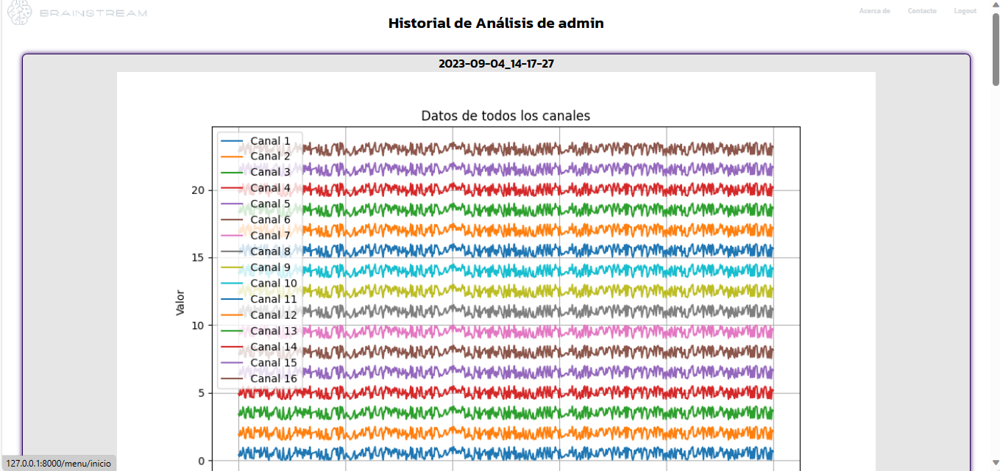 BRAINSTREAM
Acerca de Contacto Logout
Historial de Análisis de admin
2023-09-04_14-17-27
Datos de todos los canales
Canal 1
Canal 2
Canal 3
Canal 4
Canal 5
Canal 6
Canal 7
Canal 8
Canal 9
Canal 10
Canal 11
Canal 12
Canal 13
Canal 14
Canal 15
Canal 16
Valor
20
15
10
5
0
127.0.0.1:8000/menu/inicio